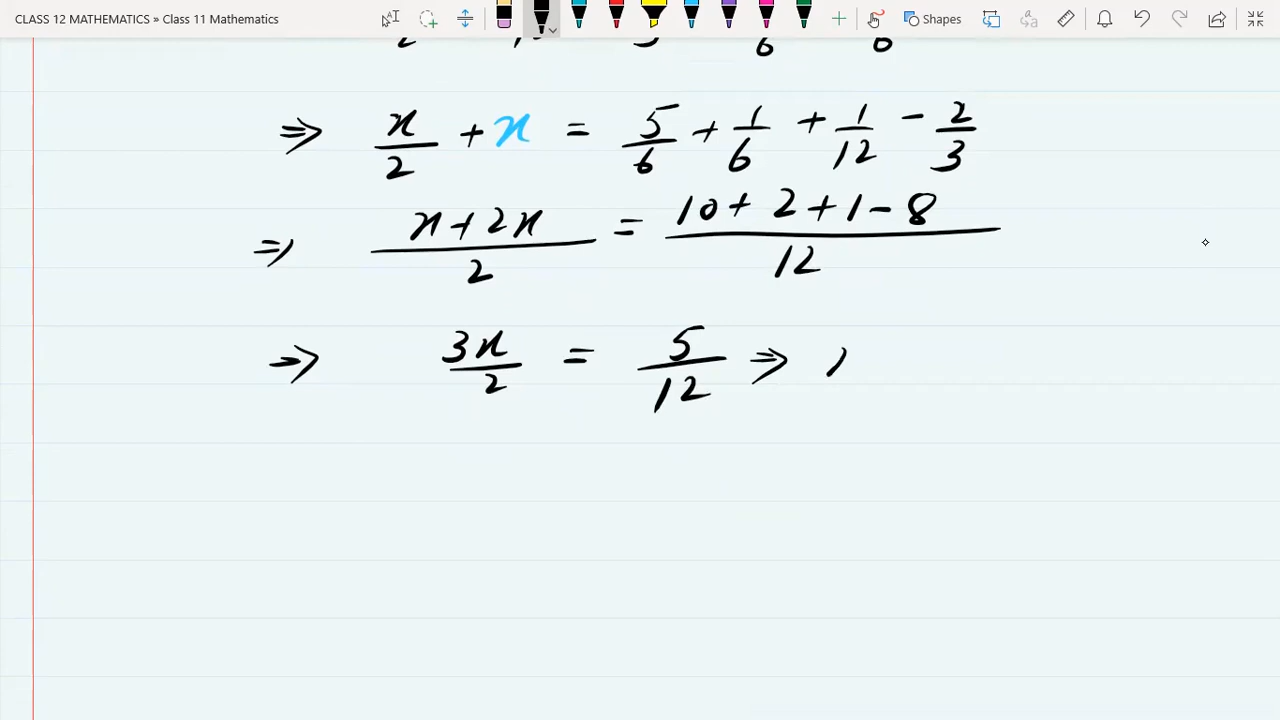 CLASS 12 MATHEMATICS » Class 11 Mathematics
Shapes
⇒ x/2 + x = 5/6 + 1/6 + 1/12 - 2/3
⇒ (x + 2x)/2 = (10 + 2 + 1 - 8)/12
⇒ 3x/2 = 5/12 ⇒